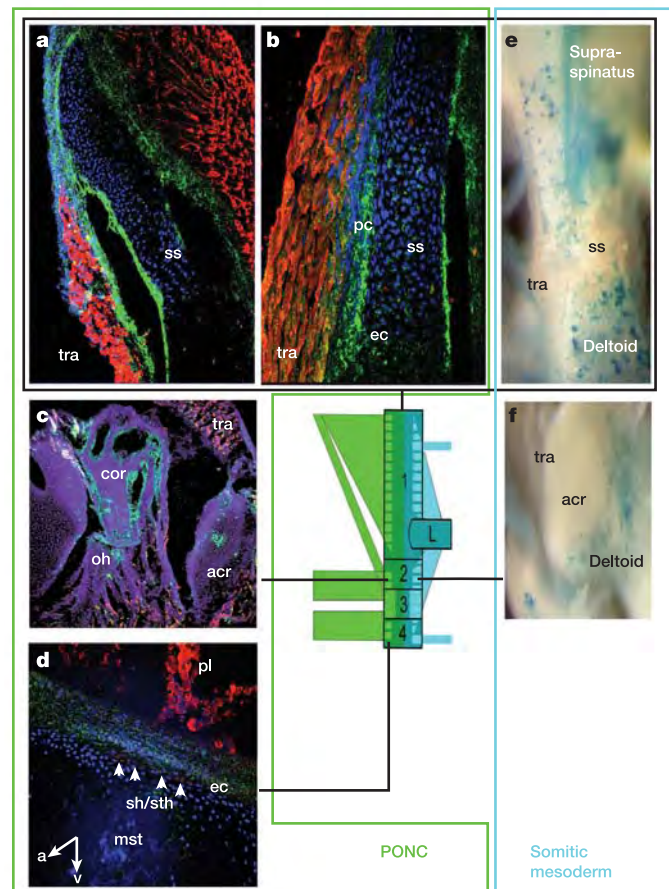 a
ss
tra
b
pc
ss
tra
ec
e
Supra-
spinatus
ss
tra
Deltoid
c
tra
cor
oh
acr
1
L
2
3
4
f
tra
acr
Deltoid
d
pl
ec
sh/sth
mst
a
v
PONC
Somitic
mesoderm